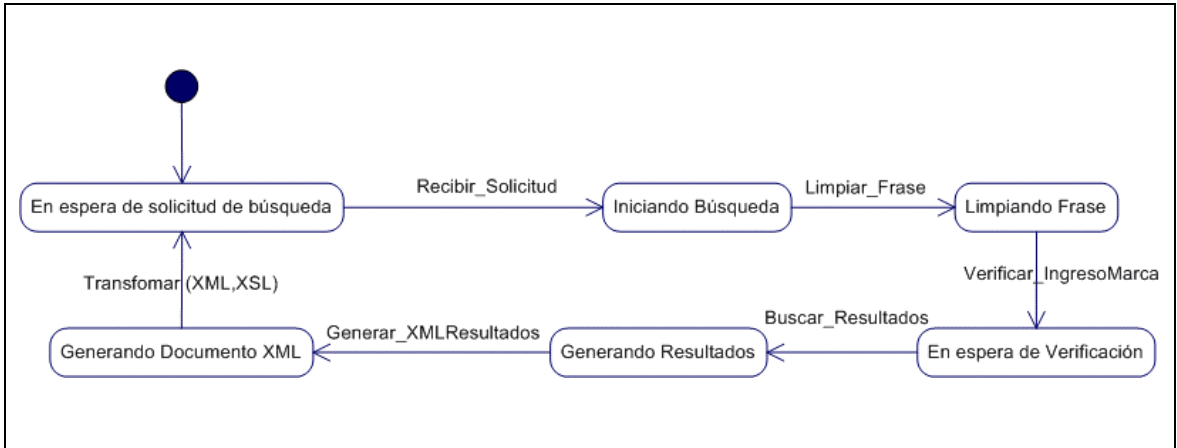 Recibir_Solicitud
Limpiar_Frase
En espera de solicitud de búsqueda
Iniciando Búsqueda
Limpiando Frase
Transfomar (XML,XSL)
Verificar_IngresoMarca
Generar_XMLResultados
Buscar_Resultados
Generando Documento XML
Generando Resultados
En espera de Verificación